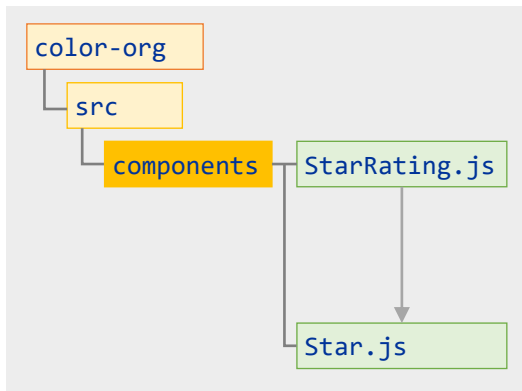 color-org
src
components
StarRating.js
Star.js